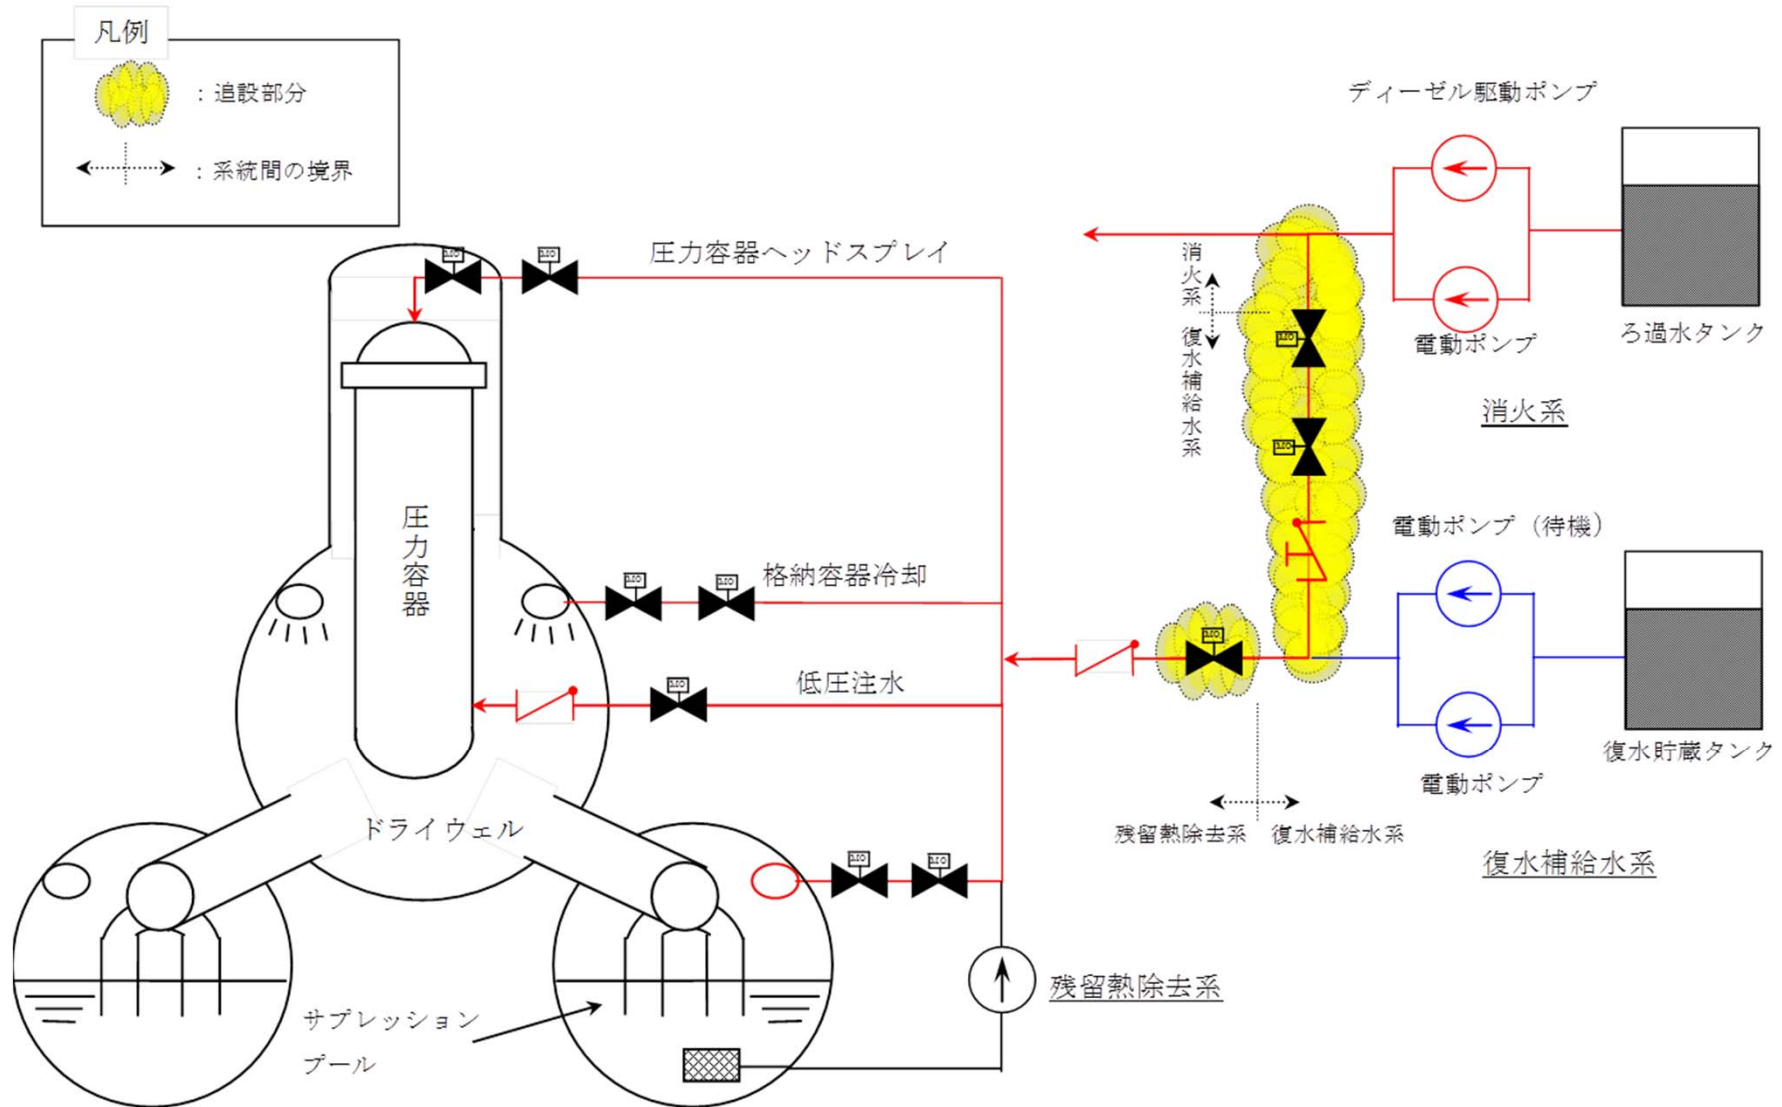 凡例
：追設部分
：系統間の境界
ディーゼル駆動ポンプ
電動ポンプ
ろ過水タンク
消火系
圧力容器ヘッドスプレイ
消火系
復水補給水系
圧力容器
格納容器冷却
低圧注水
電動ポンプ（待機）
電動ポンプ
復水貯蔵タンク
残留熱除去系
復水補給水系
復水補給水系
ドライウェル
残留熱除去系
サプレッション
プール